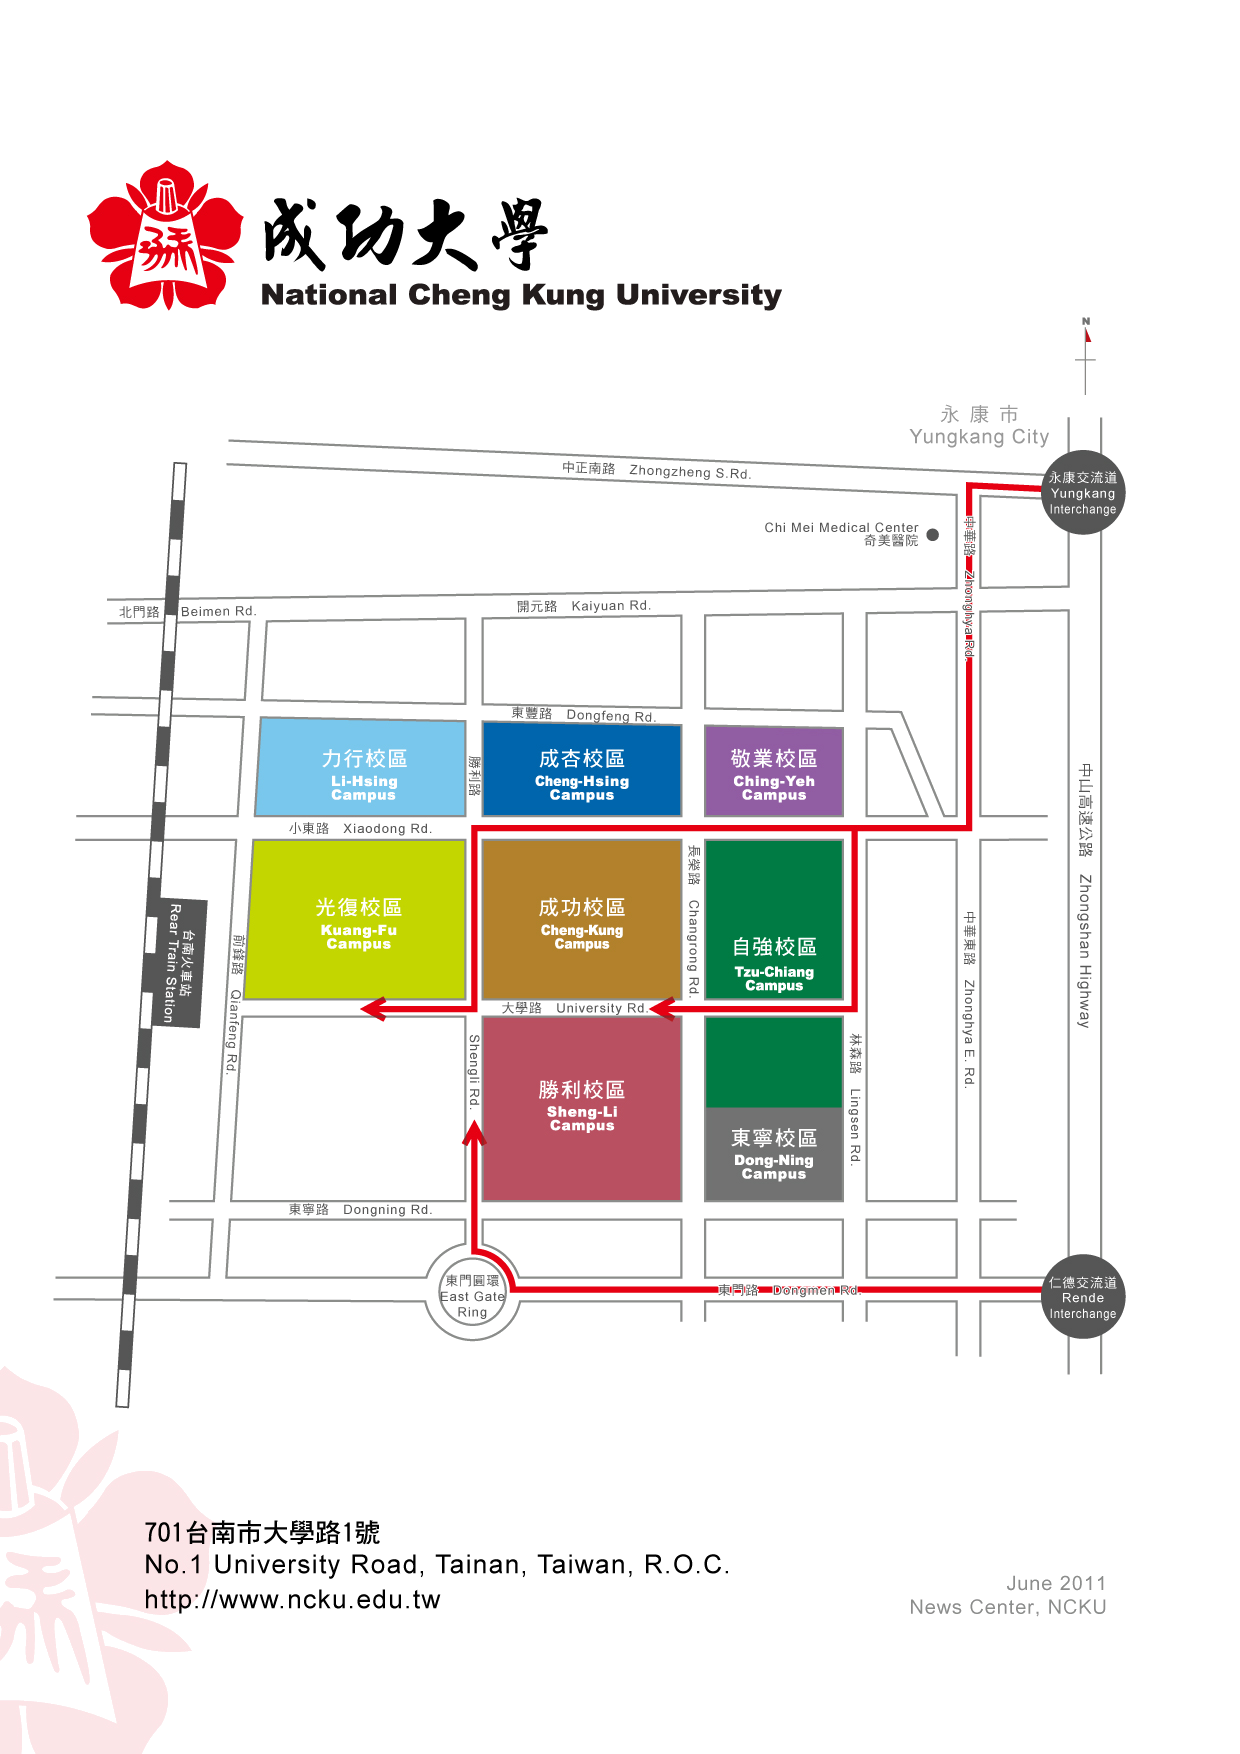 成功大學
National Cheng Kung University
N
永康市
Yungkang City
中正南路 Zhongzheng S.Rd.
永康交流道
Yungkang
Interchange
Chi Mei Medical Center
奇美醫院
中華路 Zhonghya Rd.
北門路 Beimen Rd.
開元路 Kaiyuan Rd.
東豐路 Dongfeng Rd.
力行校區
Li-Hsing
Campus
勝利路
成杏校區
Cheng-Hsing
Campus
敬業校區
Ching-Yeh
Campus
中山高速公路 Zhongshan Highway
小東路 Xiaodong Rd.
光復校區
Kuang-Fu
Campus
成功校區
Cheng-Kung
Campus
長榮路 Changrong Rd.
自強校區
Tzu-Chiang
Campus
台南火車站
Rear Train Station
前鋒路 Qianfeng Rd.
中華東路 Zhonghya E. Rd.
大學路 University Rd.
Shengli Rd.
勝利校區
Sheng-Li
Campus
林森路 Lingsen Rd.
東寧校區
Dong-Ning
Campus
東寧路 Dongning Rd.
東門圓環
East Gate
Ring
東門路 Dongmen Rd.
仁德交流道
Rende
Interchange
701台南市大學路1號
No.1 University Road, Tainan, Taiwan, R.O.C.
http://www.ncku.edu.tw
June 2011
News Center, NCKU